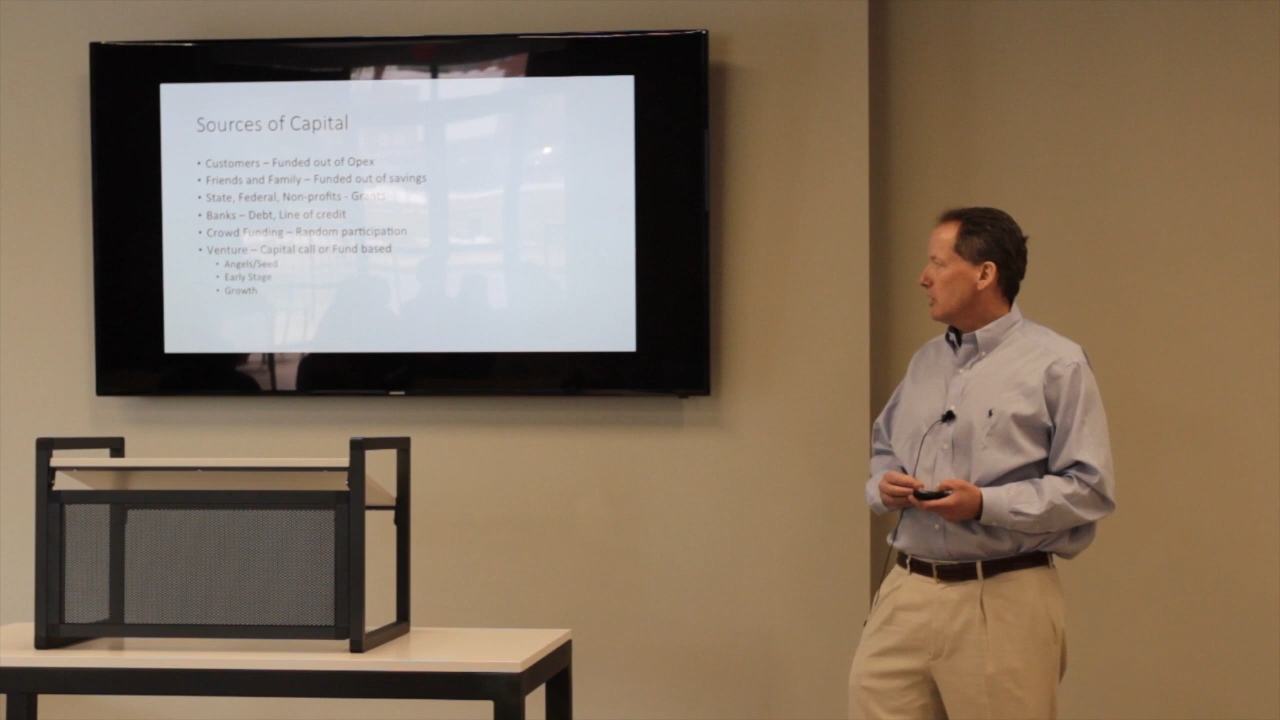 Sources of Capital
• Customers – Funded out of Opex
• Friends and Family – Funded out of savings
• State, Federal, Non-profits - Grants
• Banks – Debt, Line of credit
• Crowd Funding – Random participation
• Venture – Capital call or Fund based
• Angels/Seed
• Early Stage
• Growth